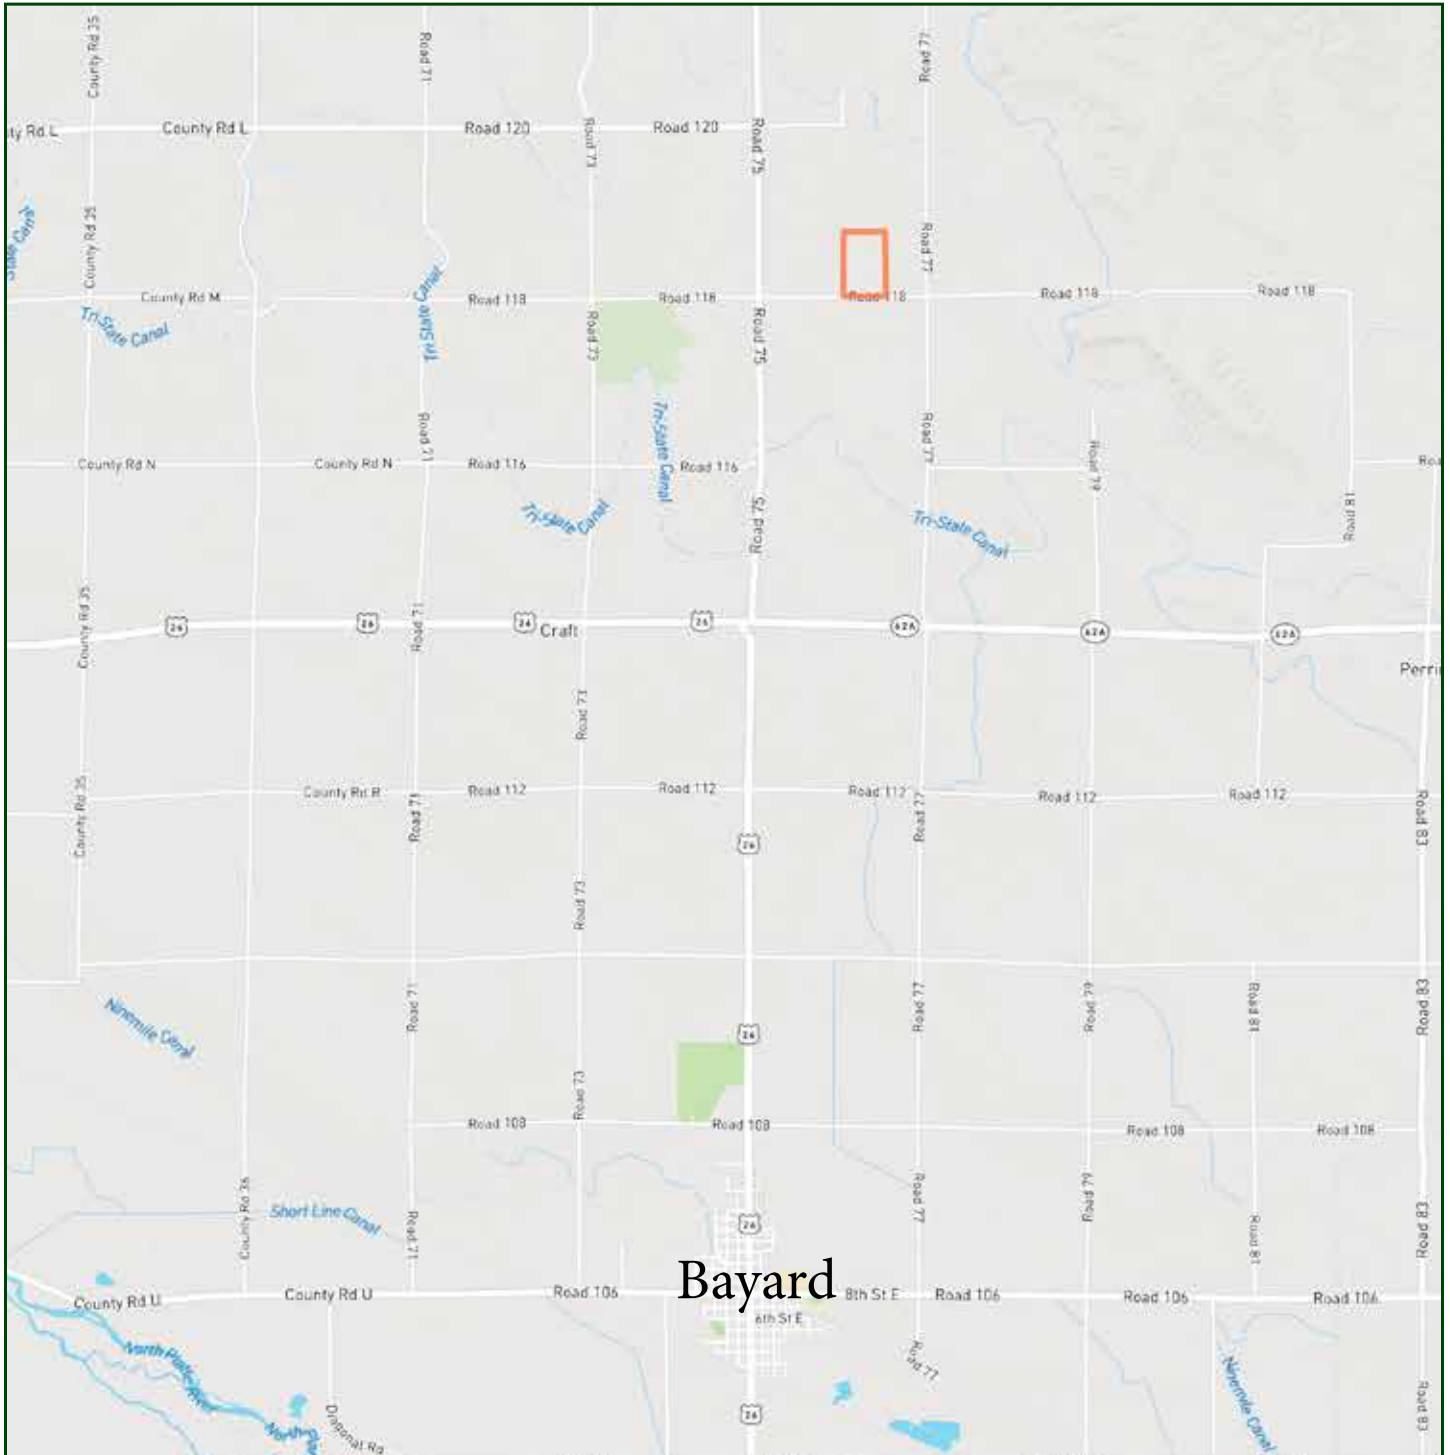 County Rd 35
Road 71
Road 77
ty Rd L
County Rd L
Road 120
Road 73
Road 120
Road 75
State Canal
County Rd 35
Road 77
County Rd M
Tri-State Canal
Tri-State Canal
Road 118
Road 73
Road 118
Road 75
Road 118
Road 118
Road 118
County Rd N
County Rd N
Road 71
Road 116
Tri-State Canal
Tri-State Canal
Road 116
Road 75
Road 77
Tri-State Canal
Road 79
Road 81
Roa
County Rd 35
26
26
Road 71
26
Craft
26
62A
62A
62A
Perri
Road 73
County Rd 35
County Rd R
Road 71
Road 112
Road 112
26
Road 112
Road 77
Road 112
Road 112
Road 83
Road 73
Ninemile Canal
Road 71
26
Road 77
Road 79
Road 81
Road 83
Road 73
Road 108
Road 108
Road 108
Road 108
County Rd 36
Short Line Canal
Road 71
26
Road 77
Road 79
Road 81
Road 83
Bayard
County Rd U
County Rd U
Road 106
8th St E
Road 106
Road 106
Road 106
6th St E
North Platte River
North Plat
Diagonal Rd
26
Road 77
Ninemile Canal
Road 83